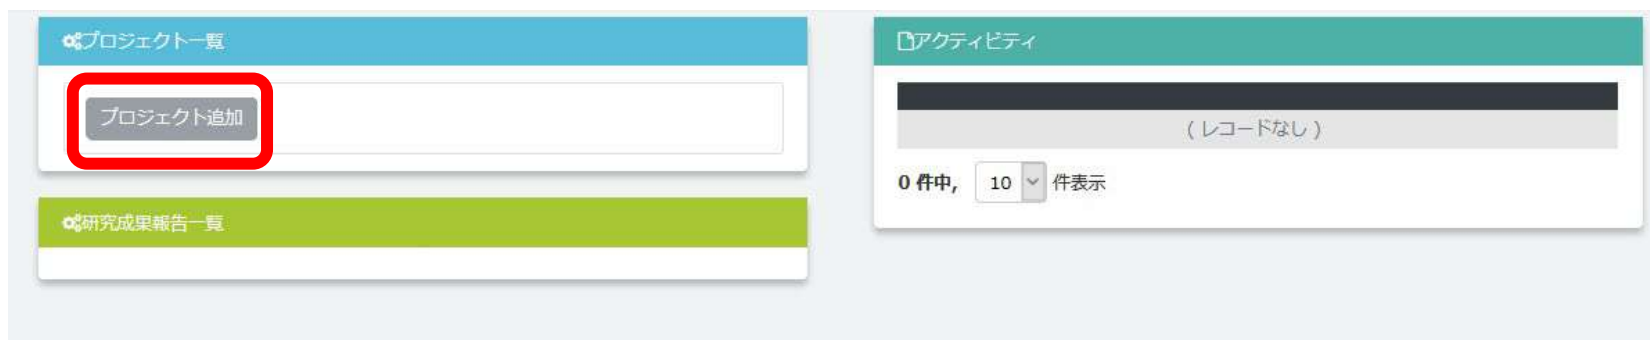 プロジェクト一覧
プロジェクト追加
研究成果報告一覧
アクティビティ
(レコードなし)
0 件中, 10 件表示